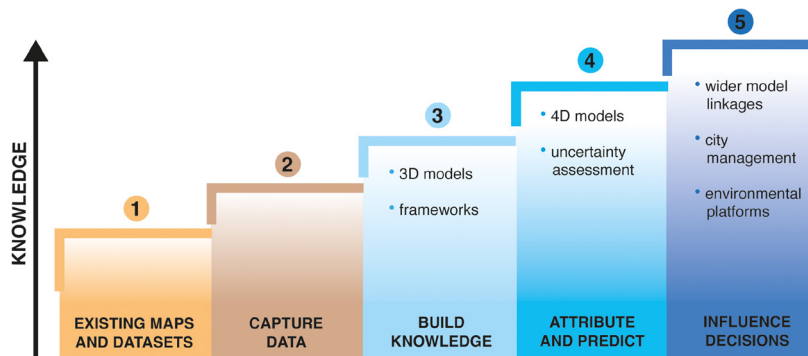 KNOWLEDGE
1
EXISTING MAPS
AND DATASETS
2
CAPTURE
DATA
3
• 3D models
• frameworks
BUILD
KNOWLEDGE
4
• 4D models
• uncertainty
assessment
ATTRIBUTE
AND PREDICT
5
• wider model
linkages
• city
management
• environmental
platforms
INFLUENCE
DECISIONS